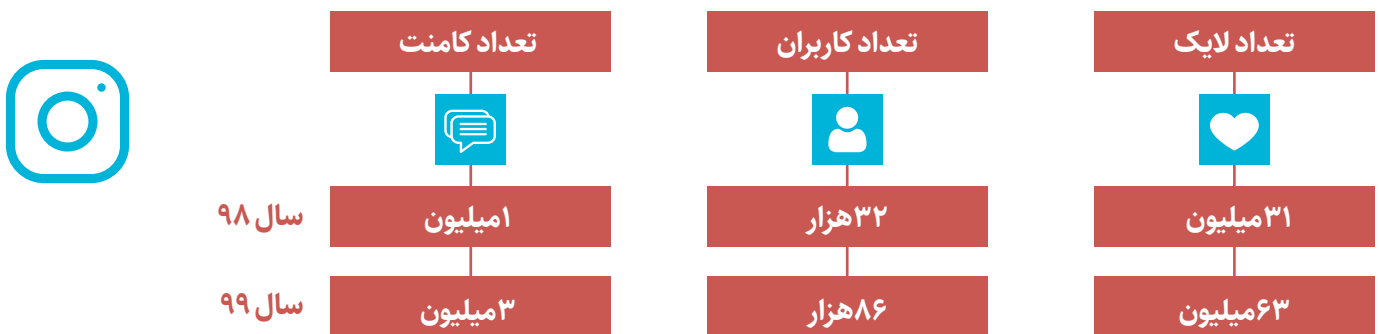 تعداد لایک
تعداد کاربران
تعداد کامنت
۳۱میلیون
۳۲هزار
۱میلیون
سال ۹۸
۶۳میلیون
۸۶هزار
۳میلیون
سال ۹۹